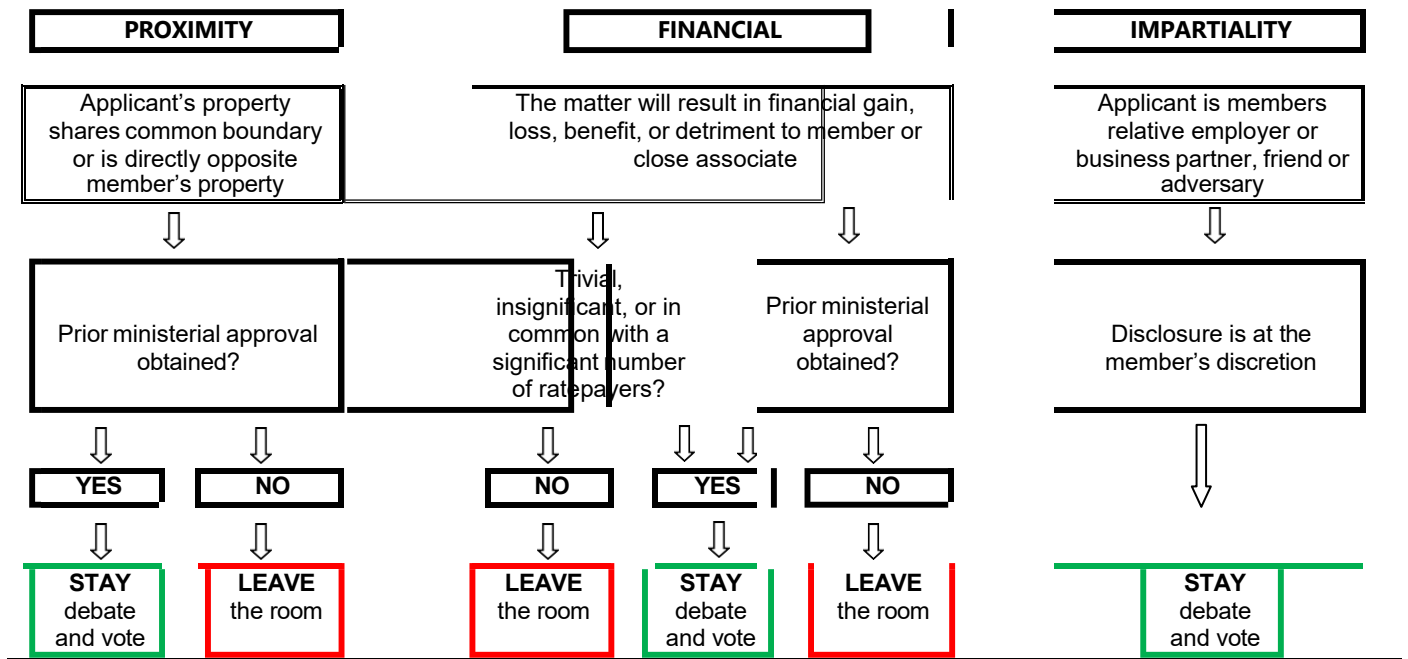 PROXIMITY
FINANCIAL
IMPARTIALITY
Applicant’s property
shares common boundary
or is directly opposite
member’s property
The matter will result in financial gain,
loss, benefit, or detriment to member or
close associate
Applicant is members
relative employer or
business partner, friend or
adversary
Prior ministerial approval
obtained?
Trivial,
insignificant, or in
common with a
significant number
of ratepayers?
Prior ministerial
approval
obtained?
Disclosure is at the
member’s discretion
YES
NO
NO
YES
NO
STAY
debate
and vote
LEAVE
the room
LEAVE
the room
STAY
debate
and vote
LEAVE
the room
STAY
debate
and vote